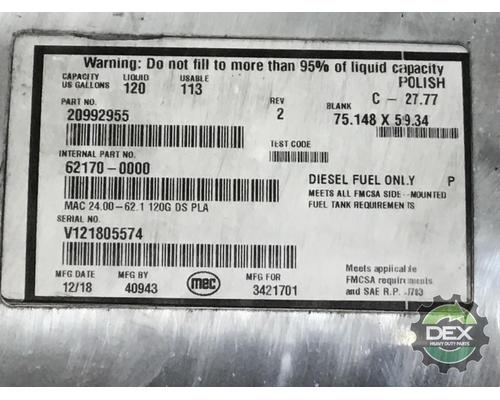 Warning: Do not fill to more than 95% of liquid capacity
CAPACITY LIQUID USABLE POLISH
US GALLONS 120 113 C - 27.77
PART NO. REV BLANK
20992955 2 75.148 X 59.34
TEST CODE
INTERNAL PART NO.
62170-0000 DIESEL FUEL ONLY P
MAC 24.00-62.1 120G DS PLA MEETS ALL FMCSA SIDE-MOUNTED
FUEL TANK REQUIREMENTS
SERIAL NO.
V121805574
MFG DATE MFG BY mec MFG FOR Meets applicable
12/18 40943 3421701 FMCSA requirements
and SAE R.P. J703
DEX
HEAVY DUTY PARTS